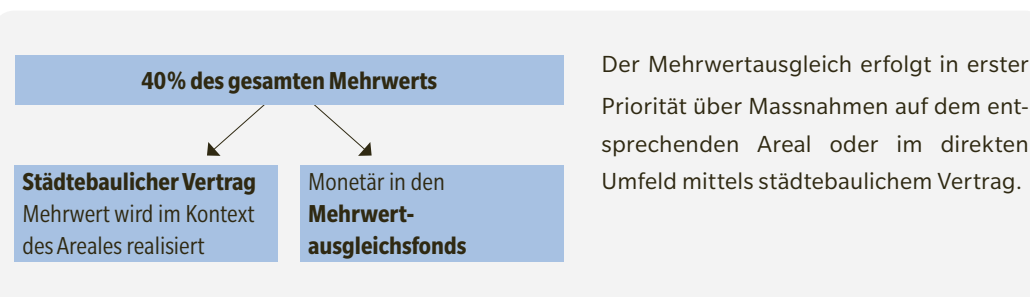 40% des gesamten Mehrwerts
Städtebaulicher Vertrag
Mehrwert wird im Kontext
des Areales realisiert
Monetär in den
Mehrwert-
ausgleichsfonds
Der Mehrwertausgleich erfolgt in erster
Priorität über Massnahmen auf dem ent-
sprechenden Areal oder im direkten
Umfeld mittels städtebaulichem Vertrag.